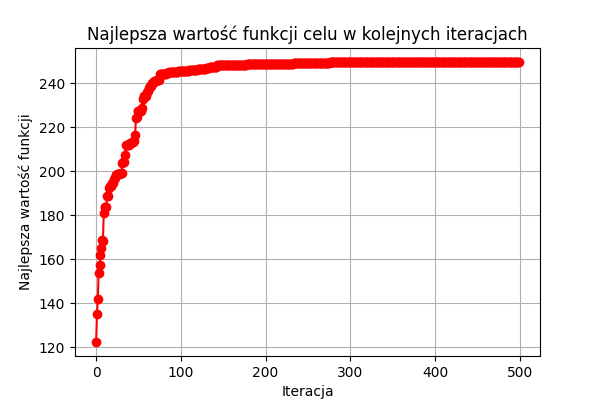 Najlepsza wartość funkcji celu w kolejnych iteracjach
Najlepsza wartość funkcji
240
220
200
180
160
140
120
0 100 200 300 400 500
Iteracja